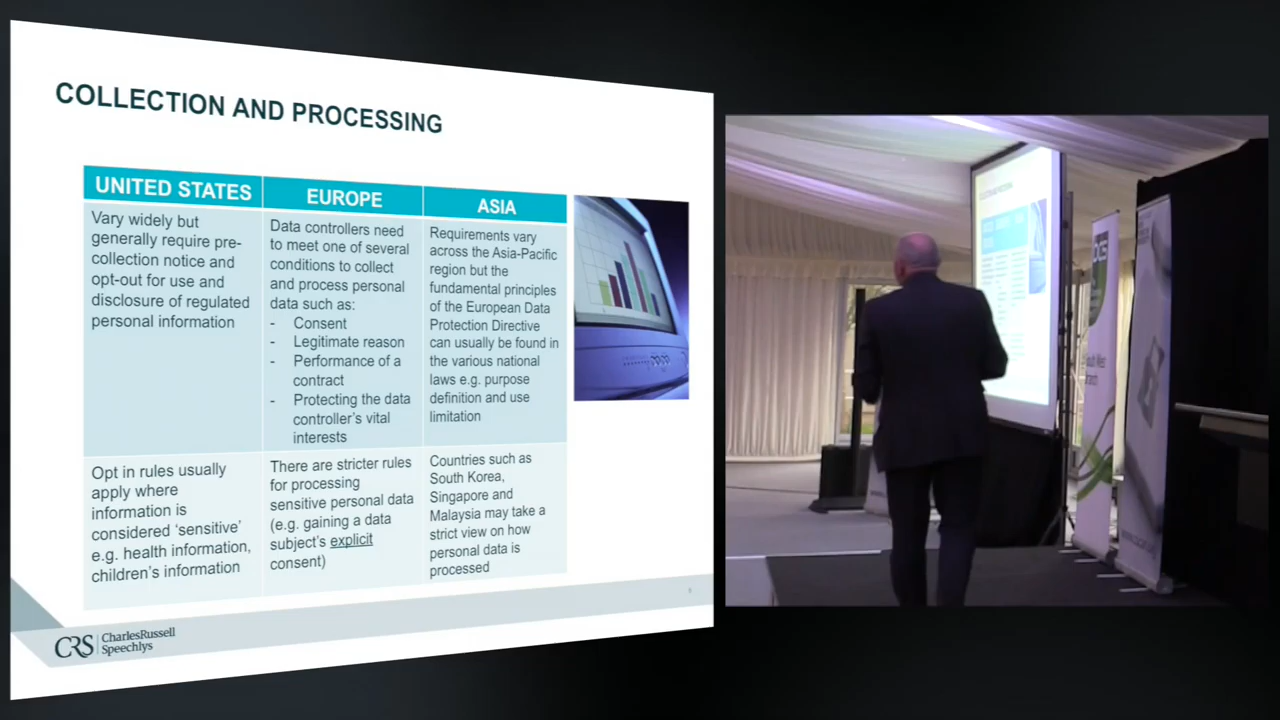 COLLECTION AND PROCESSING
UNITED STATES
EUROPE
ASIA
Vary widely but
generally require pre-
collection notice and
opt-out for use and
disclosure of regulated
personal information
Data controllers need
to meet one of several
conditions to collect
and process personal
data such as:
- Consent
- Legitimate reason
- Performance of a
contract
- Protecting the data
controller's vital
interests
Requirements vary
across the Asia-Pacific
region but the
fundamental principles
of the European Data
Protection Directive
can usually be found in
the various national
laws e.g. purpose
definition and use
limitation
Opt in rules usually
apply where
information is
considered 'sensitive'
e.g. health information,
children's information
There are stricter rules
for processing
sensitive personal data
(e.g. gaining a data
subject's explicit
consent)
Countries such as
South Korea,
Singapore and
Malaysia may take a
strict view on how
personal data is
processed
CRS CharlesRussell
Speechlys